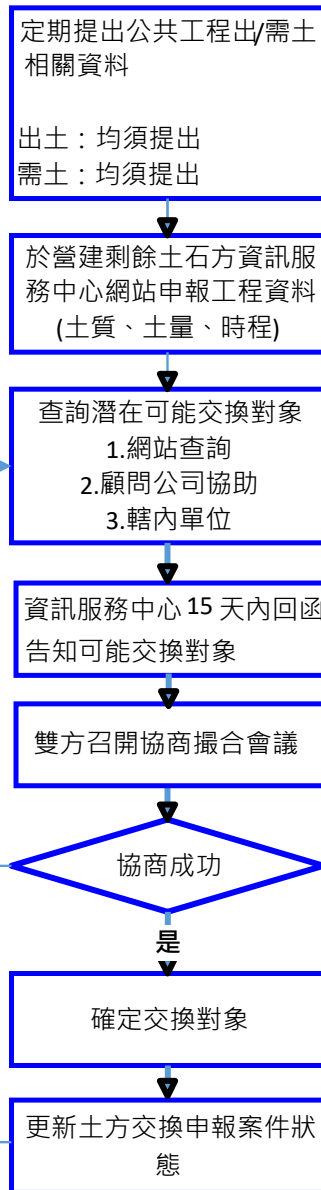 定期提出公共工程出/需土
相關資料
出土：均須提出
需土：均須提出
於營建剩餘土石方資訊服
務中心網站申報工程資料
(土質、土量、時程)
查詢潛在可能交換對象
1.網站查詢
2.顧問公司協助
3.轄內單位
資訊服務中心 15 天內回函
告知可能交換對象
雙方召開協商撮合會議
協商成功
是
確定交換對象
更新土方交換申報案件狀
態